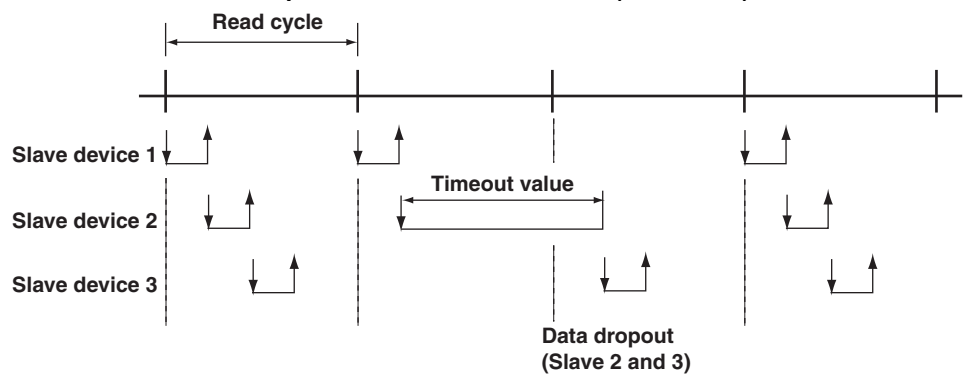 Read cycle
Slave device 1
Timeout value
Slave device 2
Slave device 3
Data dropout
(Slave 2 and 3)